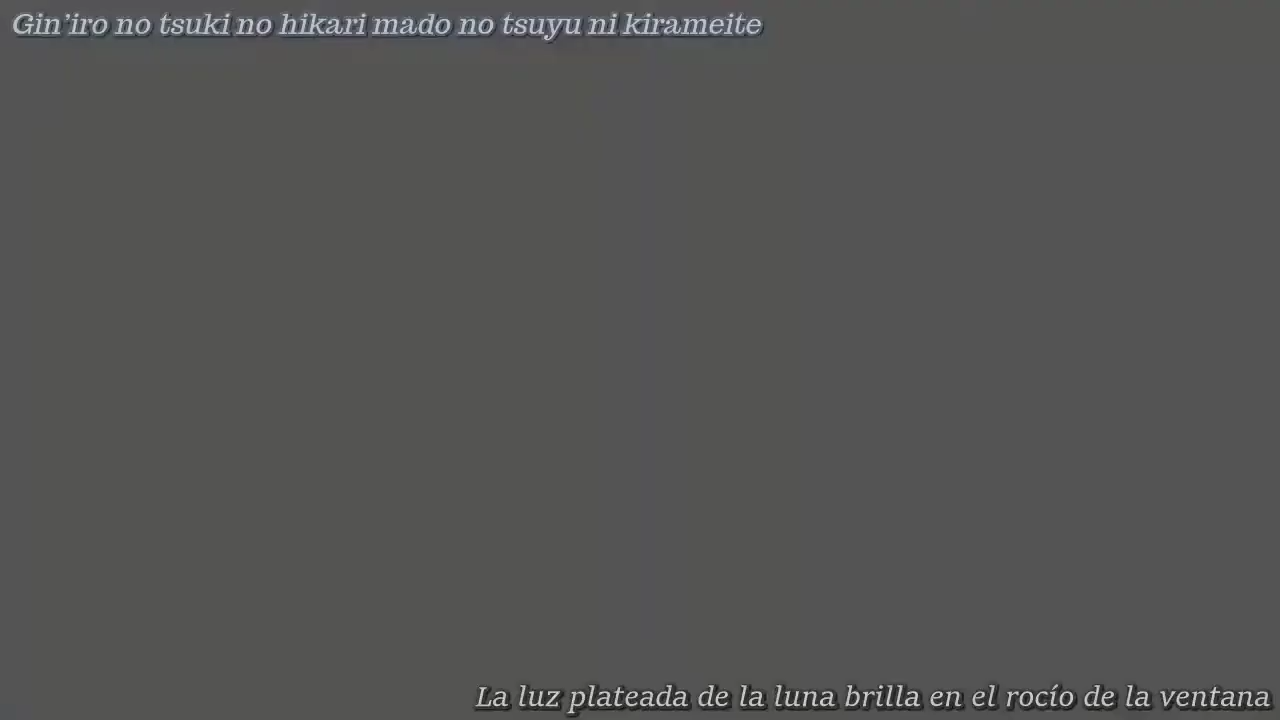 Gin’iro no tsuki no hikari mado no tsuyu ni kirameite
La luz plateada de la luna brilla en el rocío de la ventana